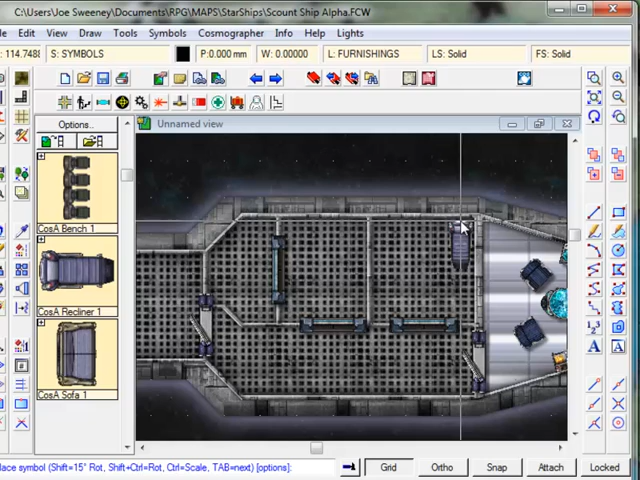 C:\Users\Joe Sweeney\Documents\RPG\MAPS\StarShips\Scount Ship Alpha.FCW
Edit View Draw Tools Symbols Cosmographer Info Help Lights
114.748 S: SYMBOLS P:0.000 mm W: 0.00000 L: FURNISHINGS LS: Solid FS: Solid
Options..
Unnamed view
CosA Bench 1
CosA Recliner 1
CosA Sofa 1
lace symbol (Shift=15° Rot, Shift+Ctrl=Rot, Ctrl=Scale, TAB=next) [options]:
Grid Ortho Snap Attach Locked